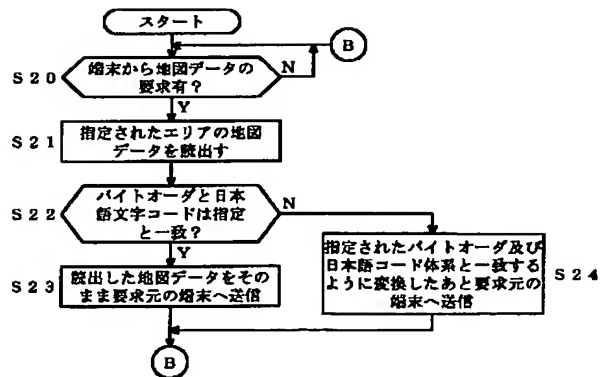 スタート
B
S20
端末から地図データの
要求有?
N
Y
S21
指定されたエリアの地図
データを読出す
S22
バイトオーダと日本
語文字コードは指定
と一致?
N
Y
S23
読出した地図データをその
まま要求元の端末へ送信
指定されたバイトオーダ及び
日本語コード体系と一致する
ように変換したあと要求元の
端末へ送信
S24
B